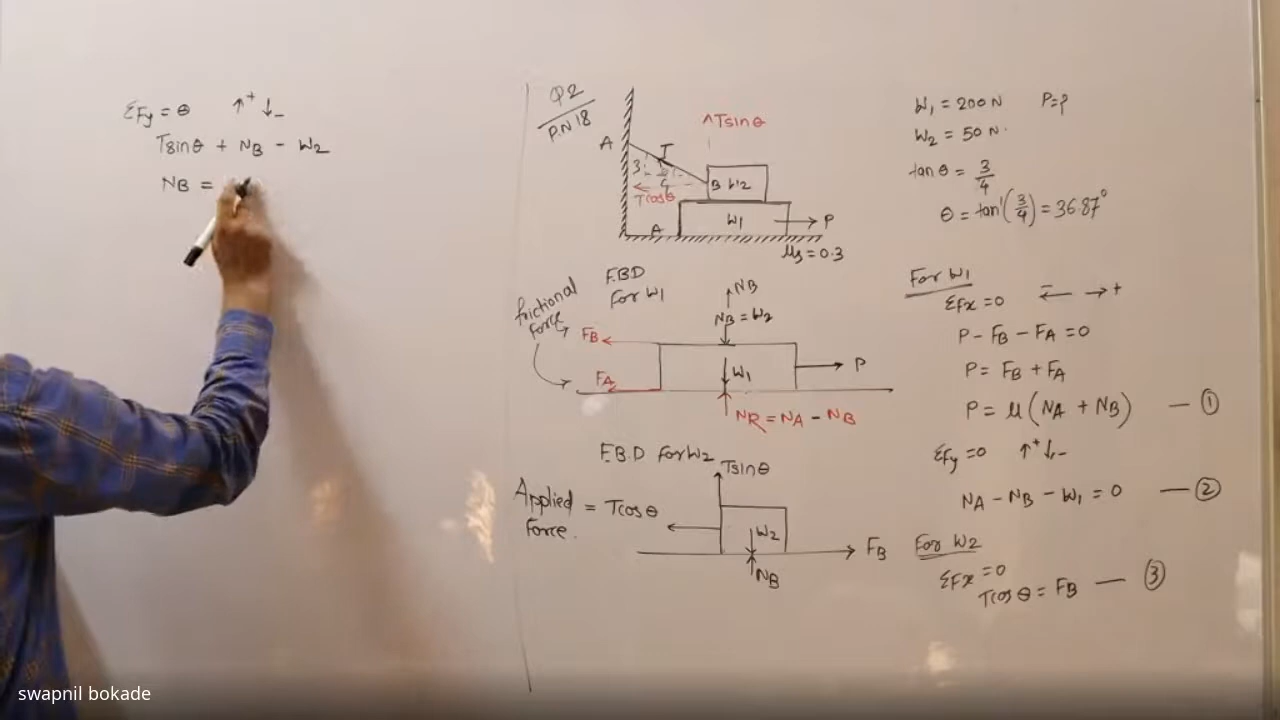 ΣFy = 0 ↑+ ↓-
Tsinθ + NB - W2
NB =
Q2
P.N 18
^Tsinθ
A
T
3
4
Tcosθ
B W2
A W1 → P
μs = 0.3
W1 = 200 N P=?
W2 = 50 N.
tanθ = 3/4
θ = tan⁻¹(3/4) = 36.87°
F.B.D
For W1
frictional
force
NB
NB = W2
FB
W1
P
FA
NR = NA - NB
F.B.D For W2
Tsinθ
Applied = Tcosθ
Force.
W2
FB
NB
For W1
ΣFx = 0 ←- →+
P - FB - FA = 0
P = FB + FA
P = μ (NA + NB) — ①
ΣFy = 0 ↑+ ↓-
NA - NB - W1 = 0 — ②
For W2
ΣFx = 0
Tcosθ = FB — ③
swapnil bokade